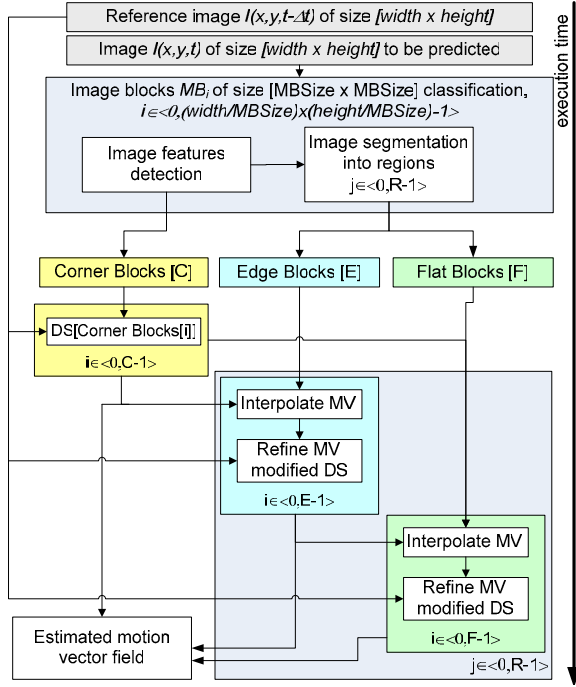 Reference image I(x,y,t-Δt) of size [width x height]
Image I(x,y,t) of size [width x height] to be predicted
execution time
Image blocks MBi of size [MBSize x MBSize] classification,
i∈<0,(width/MBSize)x(height/MBSize)-1>
Image features
detection
Image segmentation
into regions
j∈<0,R-1>
Corner Blocks [C]
Edge Blocks [E]
Flat Blocks [F]
DS[Corner Blocks[i]]
i∈<0,C-1>
Interpolate MV
Refine MV
modified DS
i∈<0,E-1>
Interpolate MV
Refine MV
modified DS
i∈<0,F-1>
j∈<0,R-1>
Estimated motion
vector field